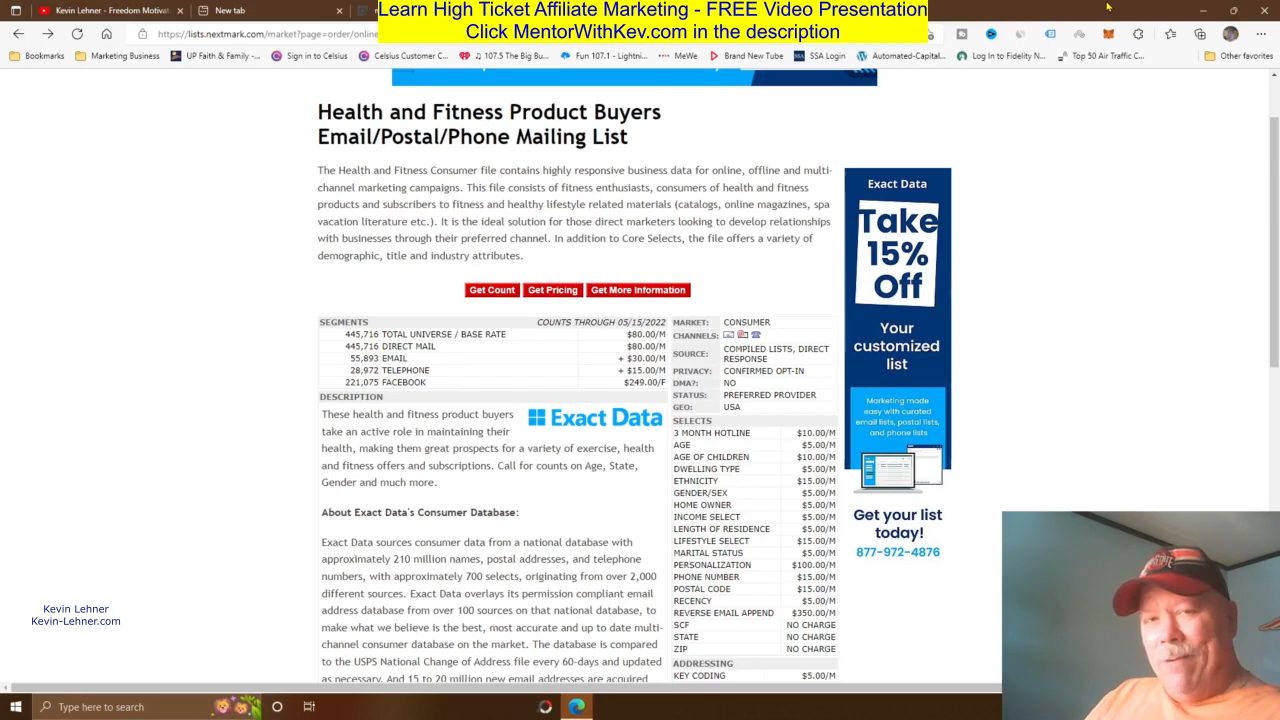 Learn High Ticket Affiliate Marketing - FREE Video Presentation
Click MentorWithKev.com in the description
Kevin Lehner - Freedom Motivat
New tab
https://lists.nextmark.com/market?page=order/online
Bookmarks
Marketing Business
UP Faith & Family -...
Sign in to Celsius
Celsius Customer C...
107.5 The Big Bu...
Fun 107.1 - Lightni...
MeWe
Brand New Tube
SSA Login
Automated-Capital...
Log In to Fidelity N...
Top 50 Air Traffic C...
Other favorites
Health and Fitness Product Buyers
Email/Postal/Phone Mailing List
The Health and Fitness Consumer file contains highly responsive business data for online, offline and multi-
channel marketing campaigns. This file consists of fitness enthusiasts, consumers of health and fitness
products and subscribers to fitness and healthy lifestyle related materials (catalogs, online magazines, spa
vacation literature etc.). It is the ideal solution for those direct marketers looking to develop relationships
with businesses through their preferred channel. In addition to Core Selects, the file offers a variety of
demographic, title and industry attributes.
Get Count
Get Pricing
Get More Information
SEGMENTS COUNTS THROUGH 05/15/2022
445,716 TOTAL UNIVERSE / BASE RATE $80.00/M
445,716 DIRECT MAIL $80.00/M
55,893 EMAIL + $30.00/M
28,972 TELEPHONE + $15.00/M
221,075 FACEBOOK $249.00/F
DESCRIPTION
These health and fitness product buyers
take an active role in maintaining their
health, making them great prospects for a variety of exercise, health
and fitness offers and subscriptions. Call for counts on Age, State,
Gender and much more.
Exact Data
About Exact Data's Consumer Database:
Exact Data sources consumer data from a national database with
approximately 210 million names, postal addresses, and telephone
numbers, with approximately 700 selects, originating from over 2,000
different sources. Exact Data overlays its permission compliant email
address database from over 100 sources on that national database, to
make what we believe is the best, most accurate and up to date multi-
channel consumer database on the market. The database is compared
to the USPS National Change of Address file every 60-days and updated
as necessary. And 15 to 20 million new email addresses are acquired
MARKET: CONSUMER
CHANNELS:
SOURCE: COMPILED LISTS, DIRECT
RESPONSE
PRIVACY: CONFIRMED OPT-IN
DMA?: NO
STATUS: PREFERRED PROVIDER
GEO: USA
SELECTS
3 MONTH HOTLINE $10.00/M
AGE $5.00/M
AGE OF CHILDREN $10.00/M
DWELLING TYPE $5.00/M
ETHNICITY $15.00/M
GENDER/SEX $5.00/M
HOME OWNER $5.00/M
INCOME SELECT $5.00/M
LENGTH OF RESIDENCE $5.00/M
LIFESTYLE SELECT $15.00/M
MARITAL STATUS $5.00/M
PERSONALIZATION $100.00/M
PHONE NUMBER $15.00/M
POSTAL CODE $15.00/M
RECENCY $5.00/M
REVERSE EMAIL APPEND $350.00/M
SCF NO CHARGE
STATE NO CHARGE
ZIP NO CHARGE
ADDRESSING
KEY CODING $5.00/M
Exact Data
Take
15%
Off
Your
customized
list
Marketing made
easy with curated
email lists, postal lists,
and phone lists
Get your list
today!
877-972-4876
Kevin Lehner
Kevin-Lehner.com
Type here to search